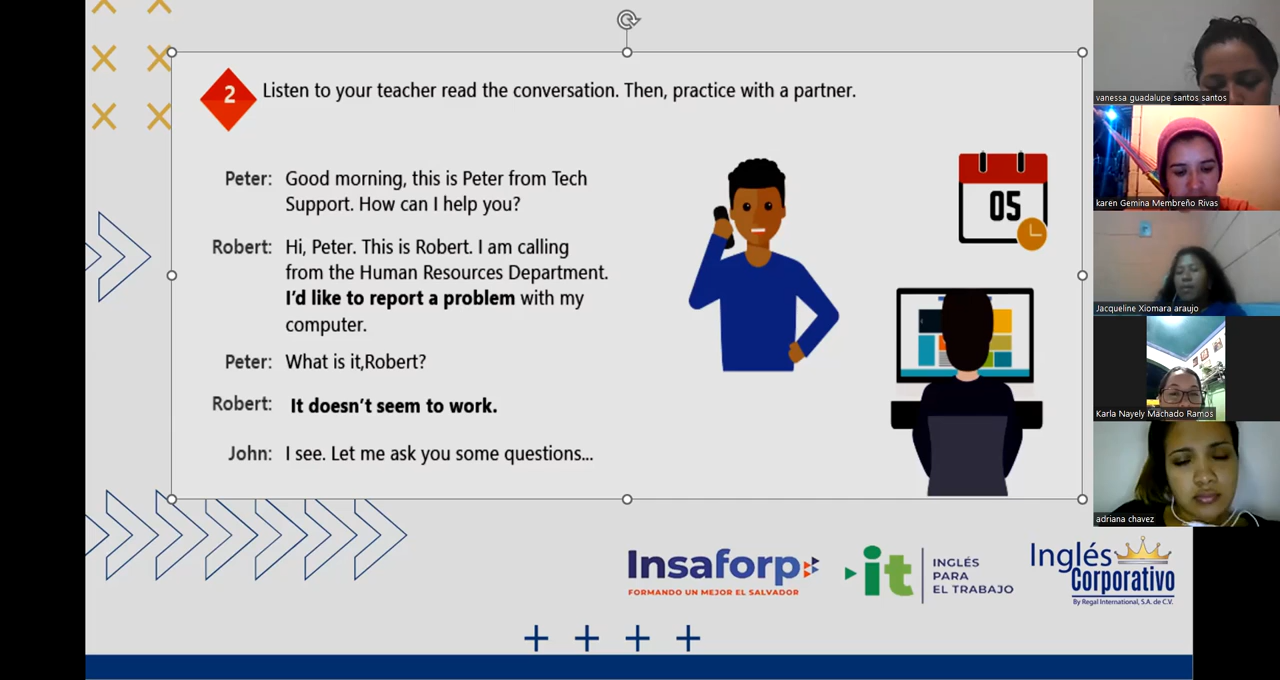 2
Listen to your teacher read the conversation. Then, practice with a partner.
Peter: Good morning, this is Peter from Tech
Support. How can I help you?
Robert: Hi, Peter. This is Robert. I am calling
from the Human Resources Department.
I'd like to report a problem with my
computer.
Peter: What is it,Robert?
Robert: It doesn't seem to work.
John: I see. Let me ask you some questions...
05
Insaforp
FORMANDO UN MEJOR EL SALVADOR
it
INGLÉS
PARA
EL TRABAJO
Inglés
Corporativo
By Regal International, S.A. de C.V.
vanessa guadalupe santos santos
karen Gemina Membreño Rivas
Jacqueline Xiomara araujo
Karla Nayely Machado Ramos
adriana chavez